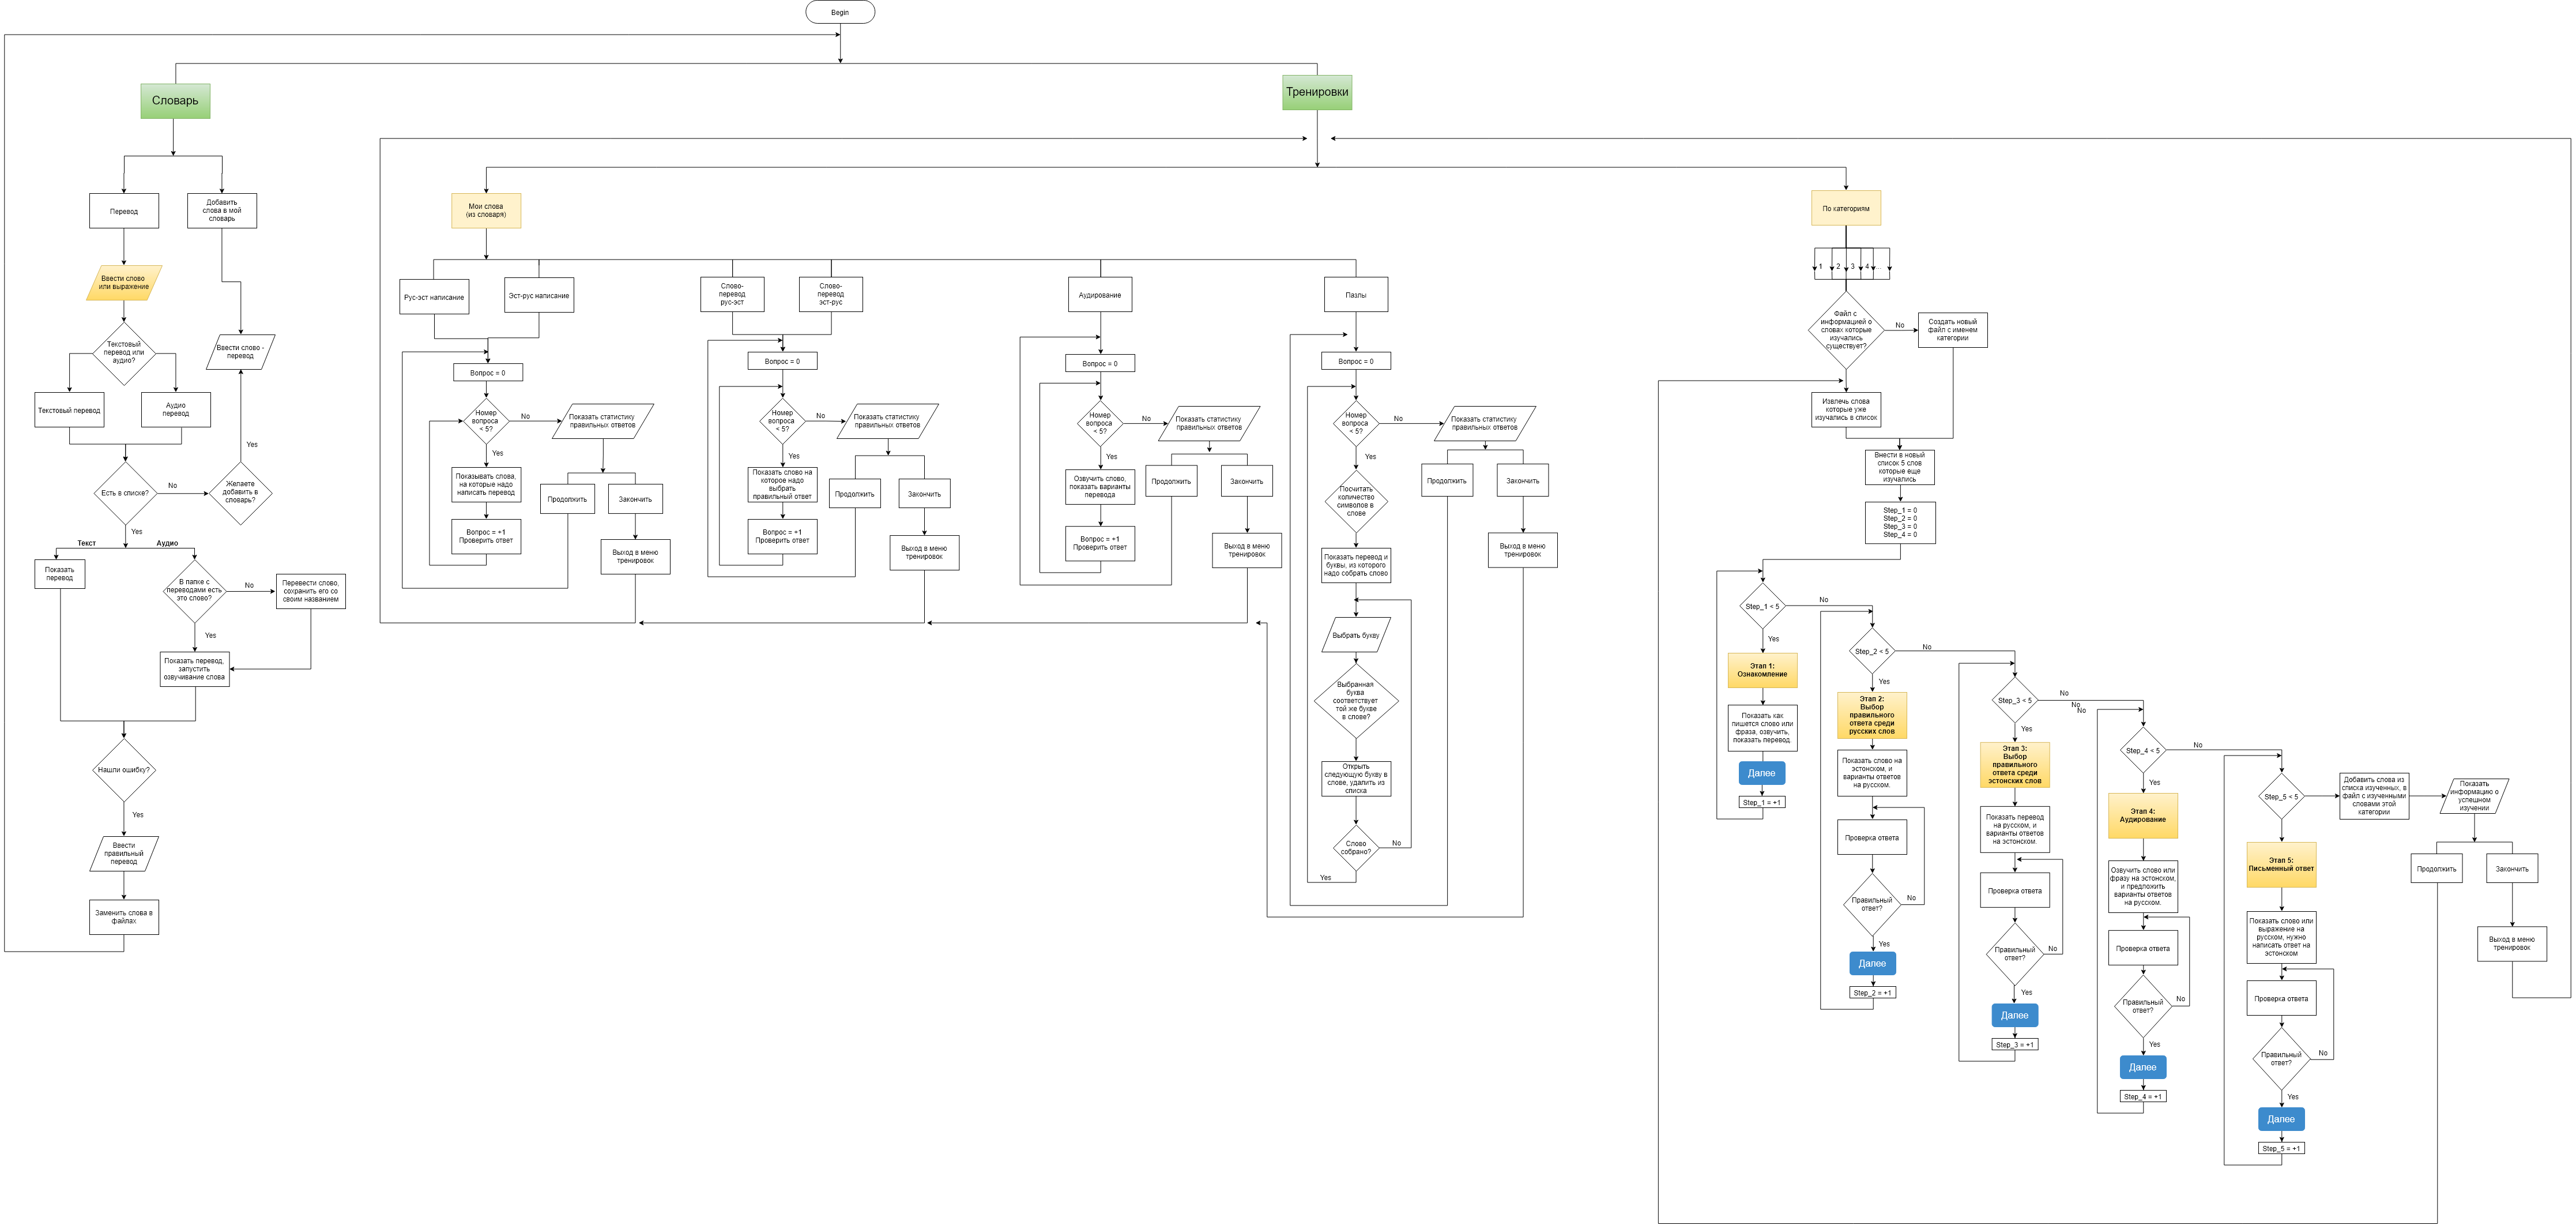 Begin
Словарь
Тренировки
Перевод
Добавить
слова в мой
словарь
Ввести слово
или выражение
Текстовый
перевод или
аудио?
Ввести слово -
перевод
Текстовый перевод
Аудио
перевод
Yes
Есть в списке?
No
Желаете
добавить в
словарь?
Yes
Текст
Аудио
Показать
перевод
В папке с
переводами есть
это слово?
No
Перевести слово,
сохранить его со
своим названием
Yes
Показать перевод,
запустить
озвучивание слова
Нашли ошибку?
Yes
Ввести
правильный
перевод
Заменить слова в
файлах
Мои слова
(из словаря)
Рус-эст написание
Эст-рус написание
Вопрос = 0
Номер
вопроса
< 5?
No
Показать статистику
правильных ответов
Yes
Показывать слова,
на которые надо
написать перевод
Вопрос = +1
Проверить ответ
Продолжить
Закончить
Выход в меню
тренировок
Слово-
перевод
рус-эст
Слово-
перевод
эст-рус
Вопрос = 0
Номер
вопроса
< 5?
No
Показать статистику
правильных ответов
Yes
Показать слово на
которое надо
выбрать
правильный ответ
Вопрос = +1
Проверить ответ
Продолжить
Закончить
Выход в меню
тренировок
Аудирование
Вопрос = 0
Номер
вопроса
< 5?
No
Показать статистику
правильных ответов
Yes
Озвучить слово,
показать варианты
перевода
Вопрос = +1
Проверить ответ
Продолжить
Закончить
Выход в меню
тренировок
Пазлы
Вопрос = 0
Номер
вопроса
< 5?
No
Показать статистику
правильных ответов
Yes
Посчитать
количество
символов в
слове
Показать перевод и
буквы, из которого
надо собрать слово
Выбрать букву
Выбранная
буква
соответствует
той же букве
в слове?
Открыть
следующую букву в
слове, удалить из
списка
Слово
собрано?
No
Yes
Продолжить
Закончить
Выход в меню
тренировок
По категориям
1
2
3
4
...
Файл с
информацией о
словах которые
изучались
существует?
No
Создать новый
файл с именем
категории
Извлечь слова
которые уже
изучались в список
Внести в новый
список 5 слов
которые еще
изучались
Step_1 = 0
Step_2 = 0
Step_3 = 0
Step_4 = 0
Step_1 < 5
No
Yes
Этап 1:
Ознакомление
Показать как
пишется слово или
фраза, озвучить,
показать перевод.
Далее
Step_1 = +1
Step_2 < 5
No
Yes
Этап 2:
Выбор
правильного
ответа среди
русских слов
Показать слово на
эстонском, и
варианты ответов
на русском.
Проверка ответа
Правильный
ответ?
No
Yes
Далее
Step_2 = +1
Step_3 < 5
No
No
No
Yes
Этап 3:
Выбор
правильного
ответа среди
эстонских слов
Показать перевод
на русском, и
варианты ответов
на эстонском.
Проверка ответа
Правильный
ответ?
No
Yes
Далее
Step_3 = +1
Step_4 < 5
No
Yes
Этап 4:
Аудирование
Озвучить слово или
фразу на эстонском,
и предложить
варианты ответов
на русском.
Проверка ответа
Правильный
ответ?
No
Yes
Далее
Step_4 = +1
Step_5 < 5
Этап 5:
Письменный ответ
Показать слово или
выражение на
русском, нужно
написать ответ на
эстонском
Проверка ответа
Правильный
ответ?
No
Yes
Далее
Step_5 = +1
Добавить слова из
списка изученных, в
файл с изученными
словами этой
категории
Показать
информацию о
успешном
изучении
Продолжить
Закончить
Выход в меню
тренировок